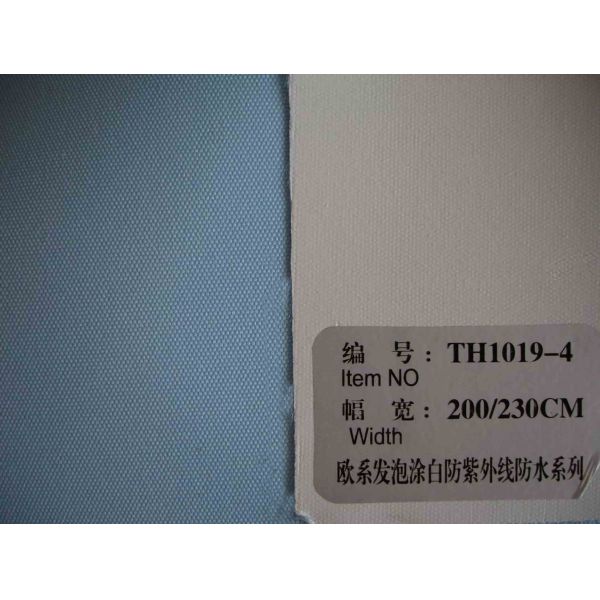 编 号：TH1019-4
Item NO
幅 宽：200/230CM
Width
欧系发泡涂白防紫外线防水系列